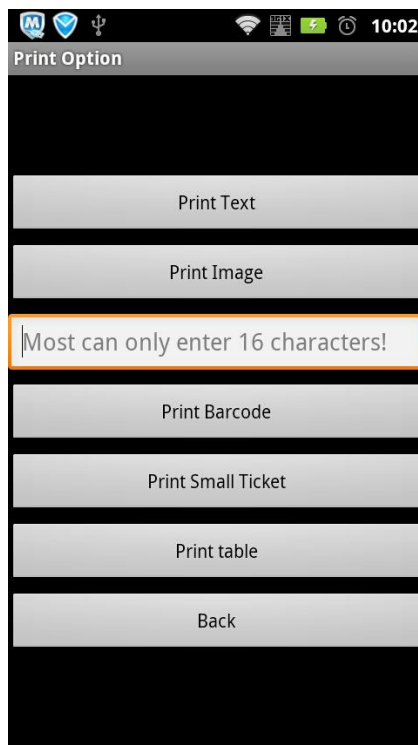 10:02
Print Option
Print Text
Print Image
Most can only enter 16 characters!
Print Barcode
Print Small Ticket
Print table
Back